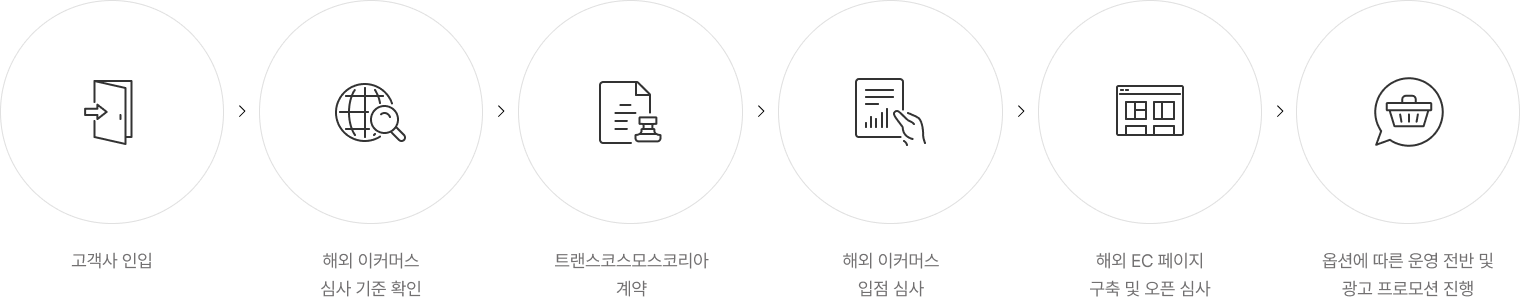 고객사 인입
해외 이커머스
심사 기준 확인
트랜스코스모스코리아
계약
해외 이커머스
입점 심사
해외 EC 페이지
구축 및 오픈 심사
옵션에 따른 운영 전반 및
광고 프로모션 진행